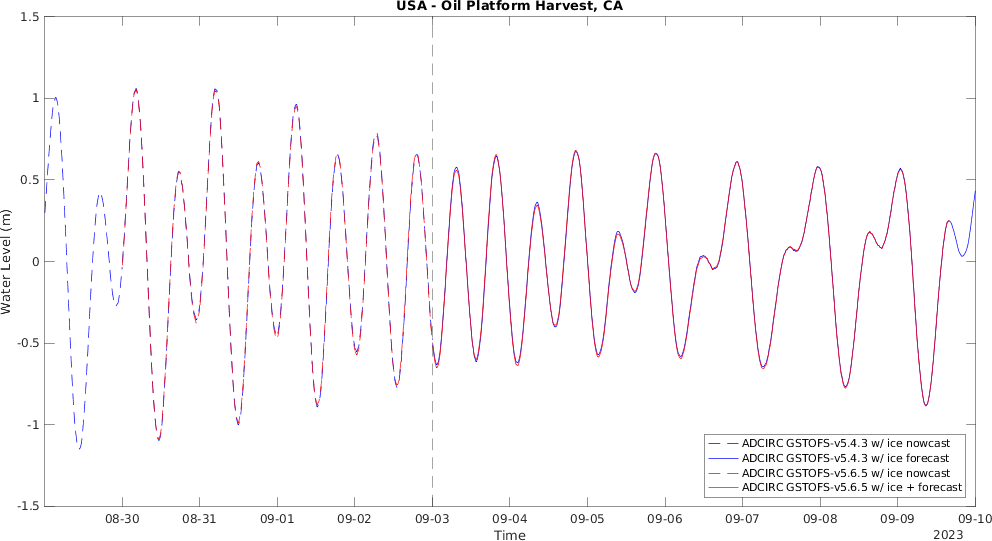 USA - Oil Platform Harvest, CA
Water Level (m)
1.5
1
0.5
0
-0.5
-1
-1.5
08-30 08-31 09-01 09-02 09-03 09-04 09-05 09-06 09-07 09-08 09-09 09-10
Time
2023
ADCIRC GSTOFS-v5.4.3 w/ ice nowcast
ADCIRC GSTOFS-v5.4.3 w/ ice forecast
ADCIRC GSTOFS-v5.6.5 w/ ice nowcast
ADCIRC GSTOFS-v5.6.5 w/ ice + forecast